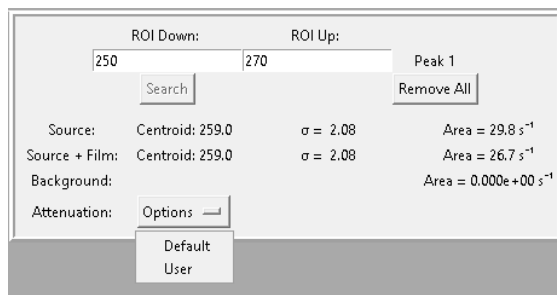 ROI Down: ROI Up:
250 270 Peak 1
Search Remove All
Source: Centroid: 259.0 σ = 2.08 Area = 29.8 s⁻¹
Source + Film: Centroid: 259.0 σ = 2.08 Area = 26.7 s⁻¹
Background: Area = 0.000e+00 s⁻¹
Attenuation: Options
Default
User